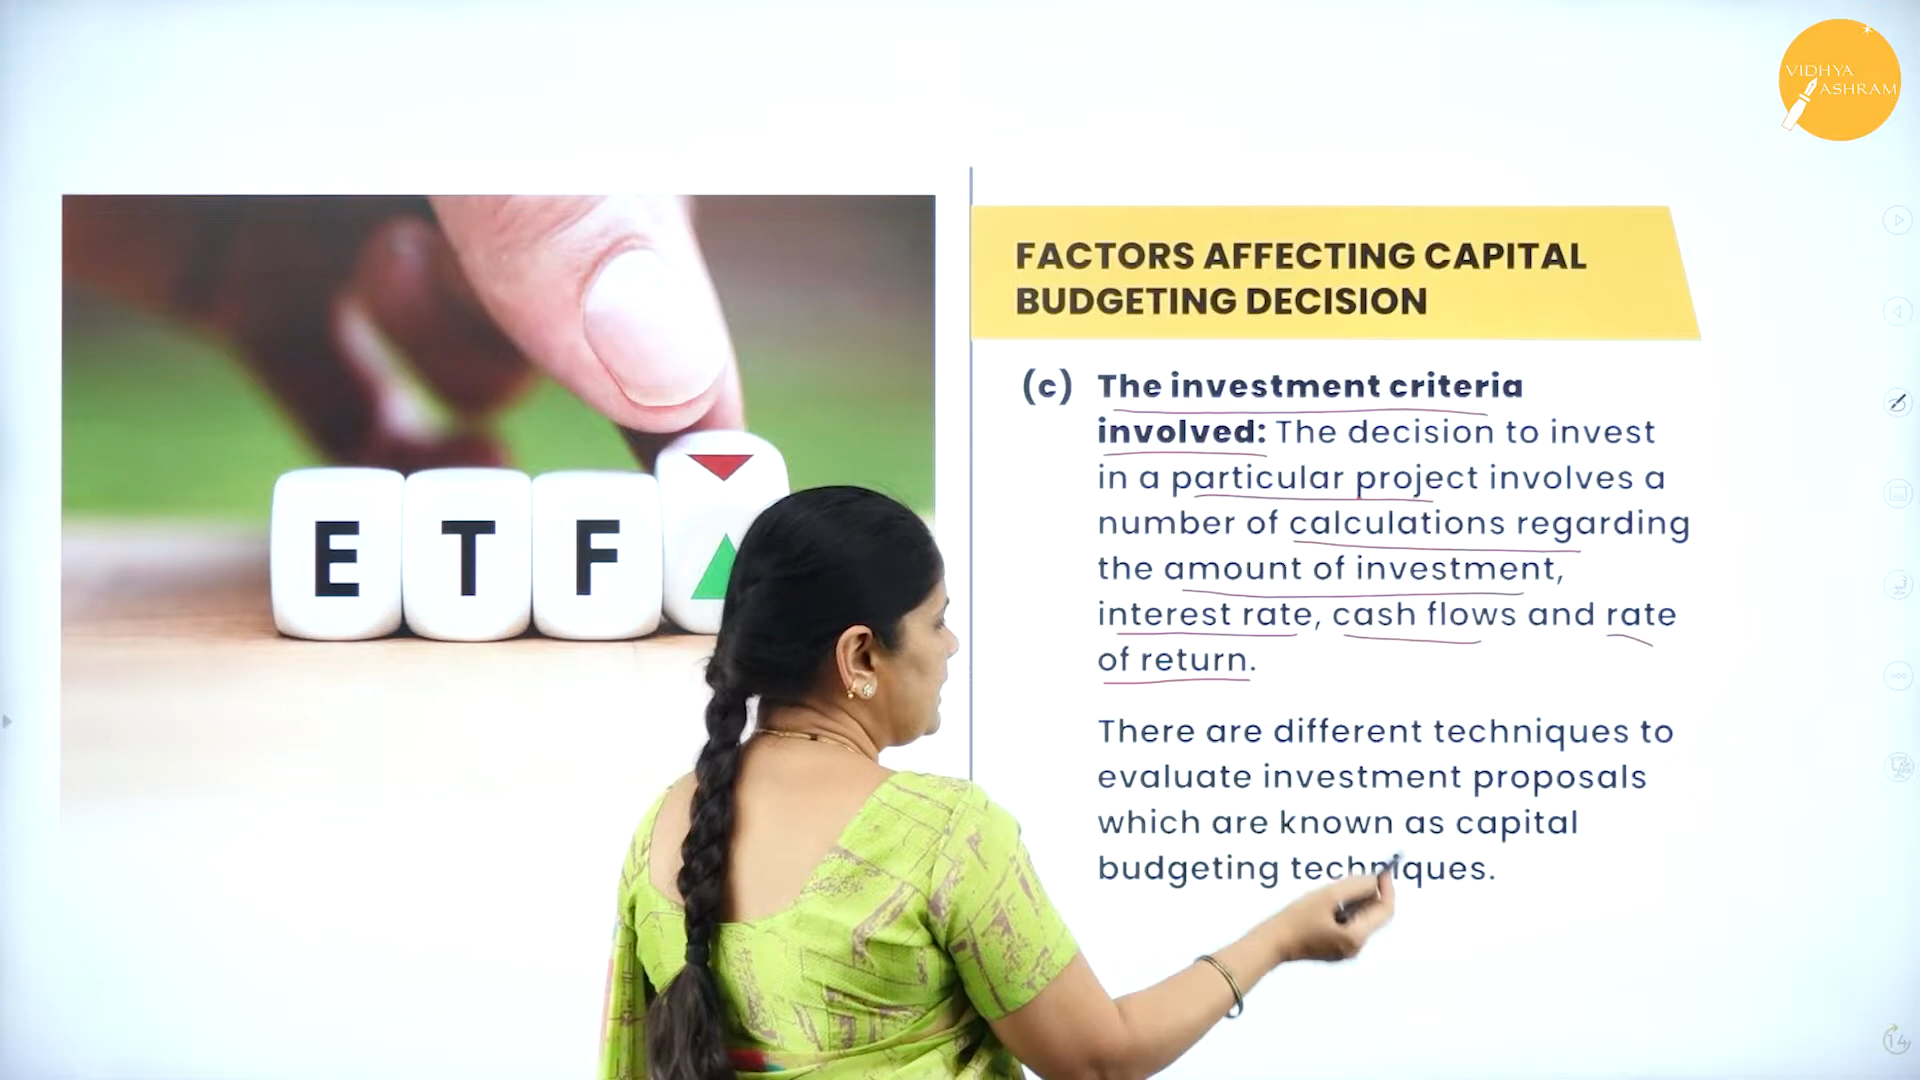 VIDHYA
ASHRAM
E T F
FACTORS AFFECTING CAPITAL
BUDGETING DECISION
(c) The investment criteria
involved: The decision to invest
in a particular project involves a
number of calculations regarding
the amount of investment,
interest rate, cash flows and rate
of return.
There are different techniques to
evaluate investment proposals
which are known as capital
budgeting techniques.
14